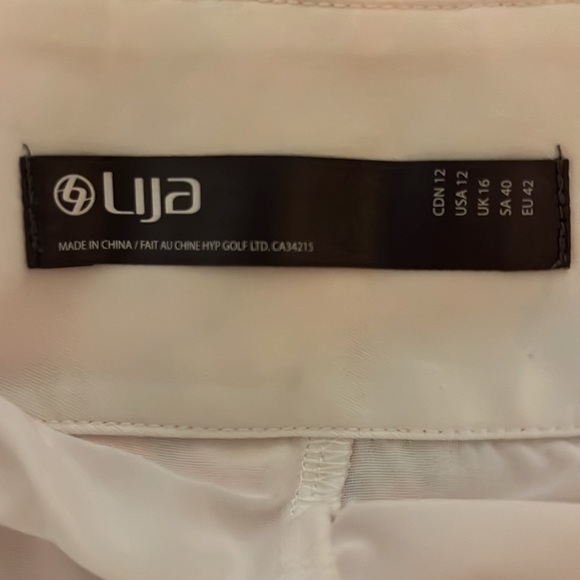 Lija
MADE IN CHINA / FAIT AU CHINE HYP GOLF LTD. CA34215
CDN 12
USA 12
UK 16
SA 40
EU 42